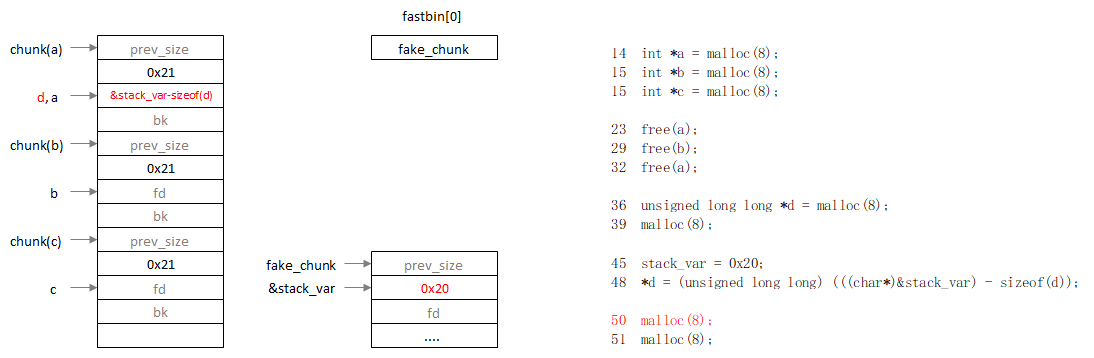 fastbin[0]
fake_chunk
chunk(a)
prev_size
0x21
d, a
&stack_var-sizeof(d)
bk
chunk(b)
prev_size
0x21
b
fd
bk
chunk(c)
prev_size
0x21
c
fd
bk
fake_chunk
prev_size
&stack_var
0x20
fd
....
14 int *a = malloc(8);
15 int *b = malloc(8);
15 int *c = malloc(8);
23 free(a);
29 free(b);
32 free(a);
36 unsigned long long *d = malloc(8);
39 malloc(8);
45 stack_var = 0x20;
48 *d = (unsigned long long) (((char*)&stack_var) - sizeof(d));
50 malloc(8);
51 malloc(8);